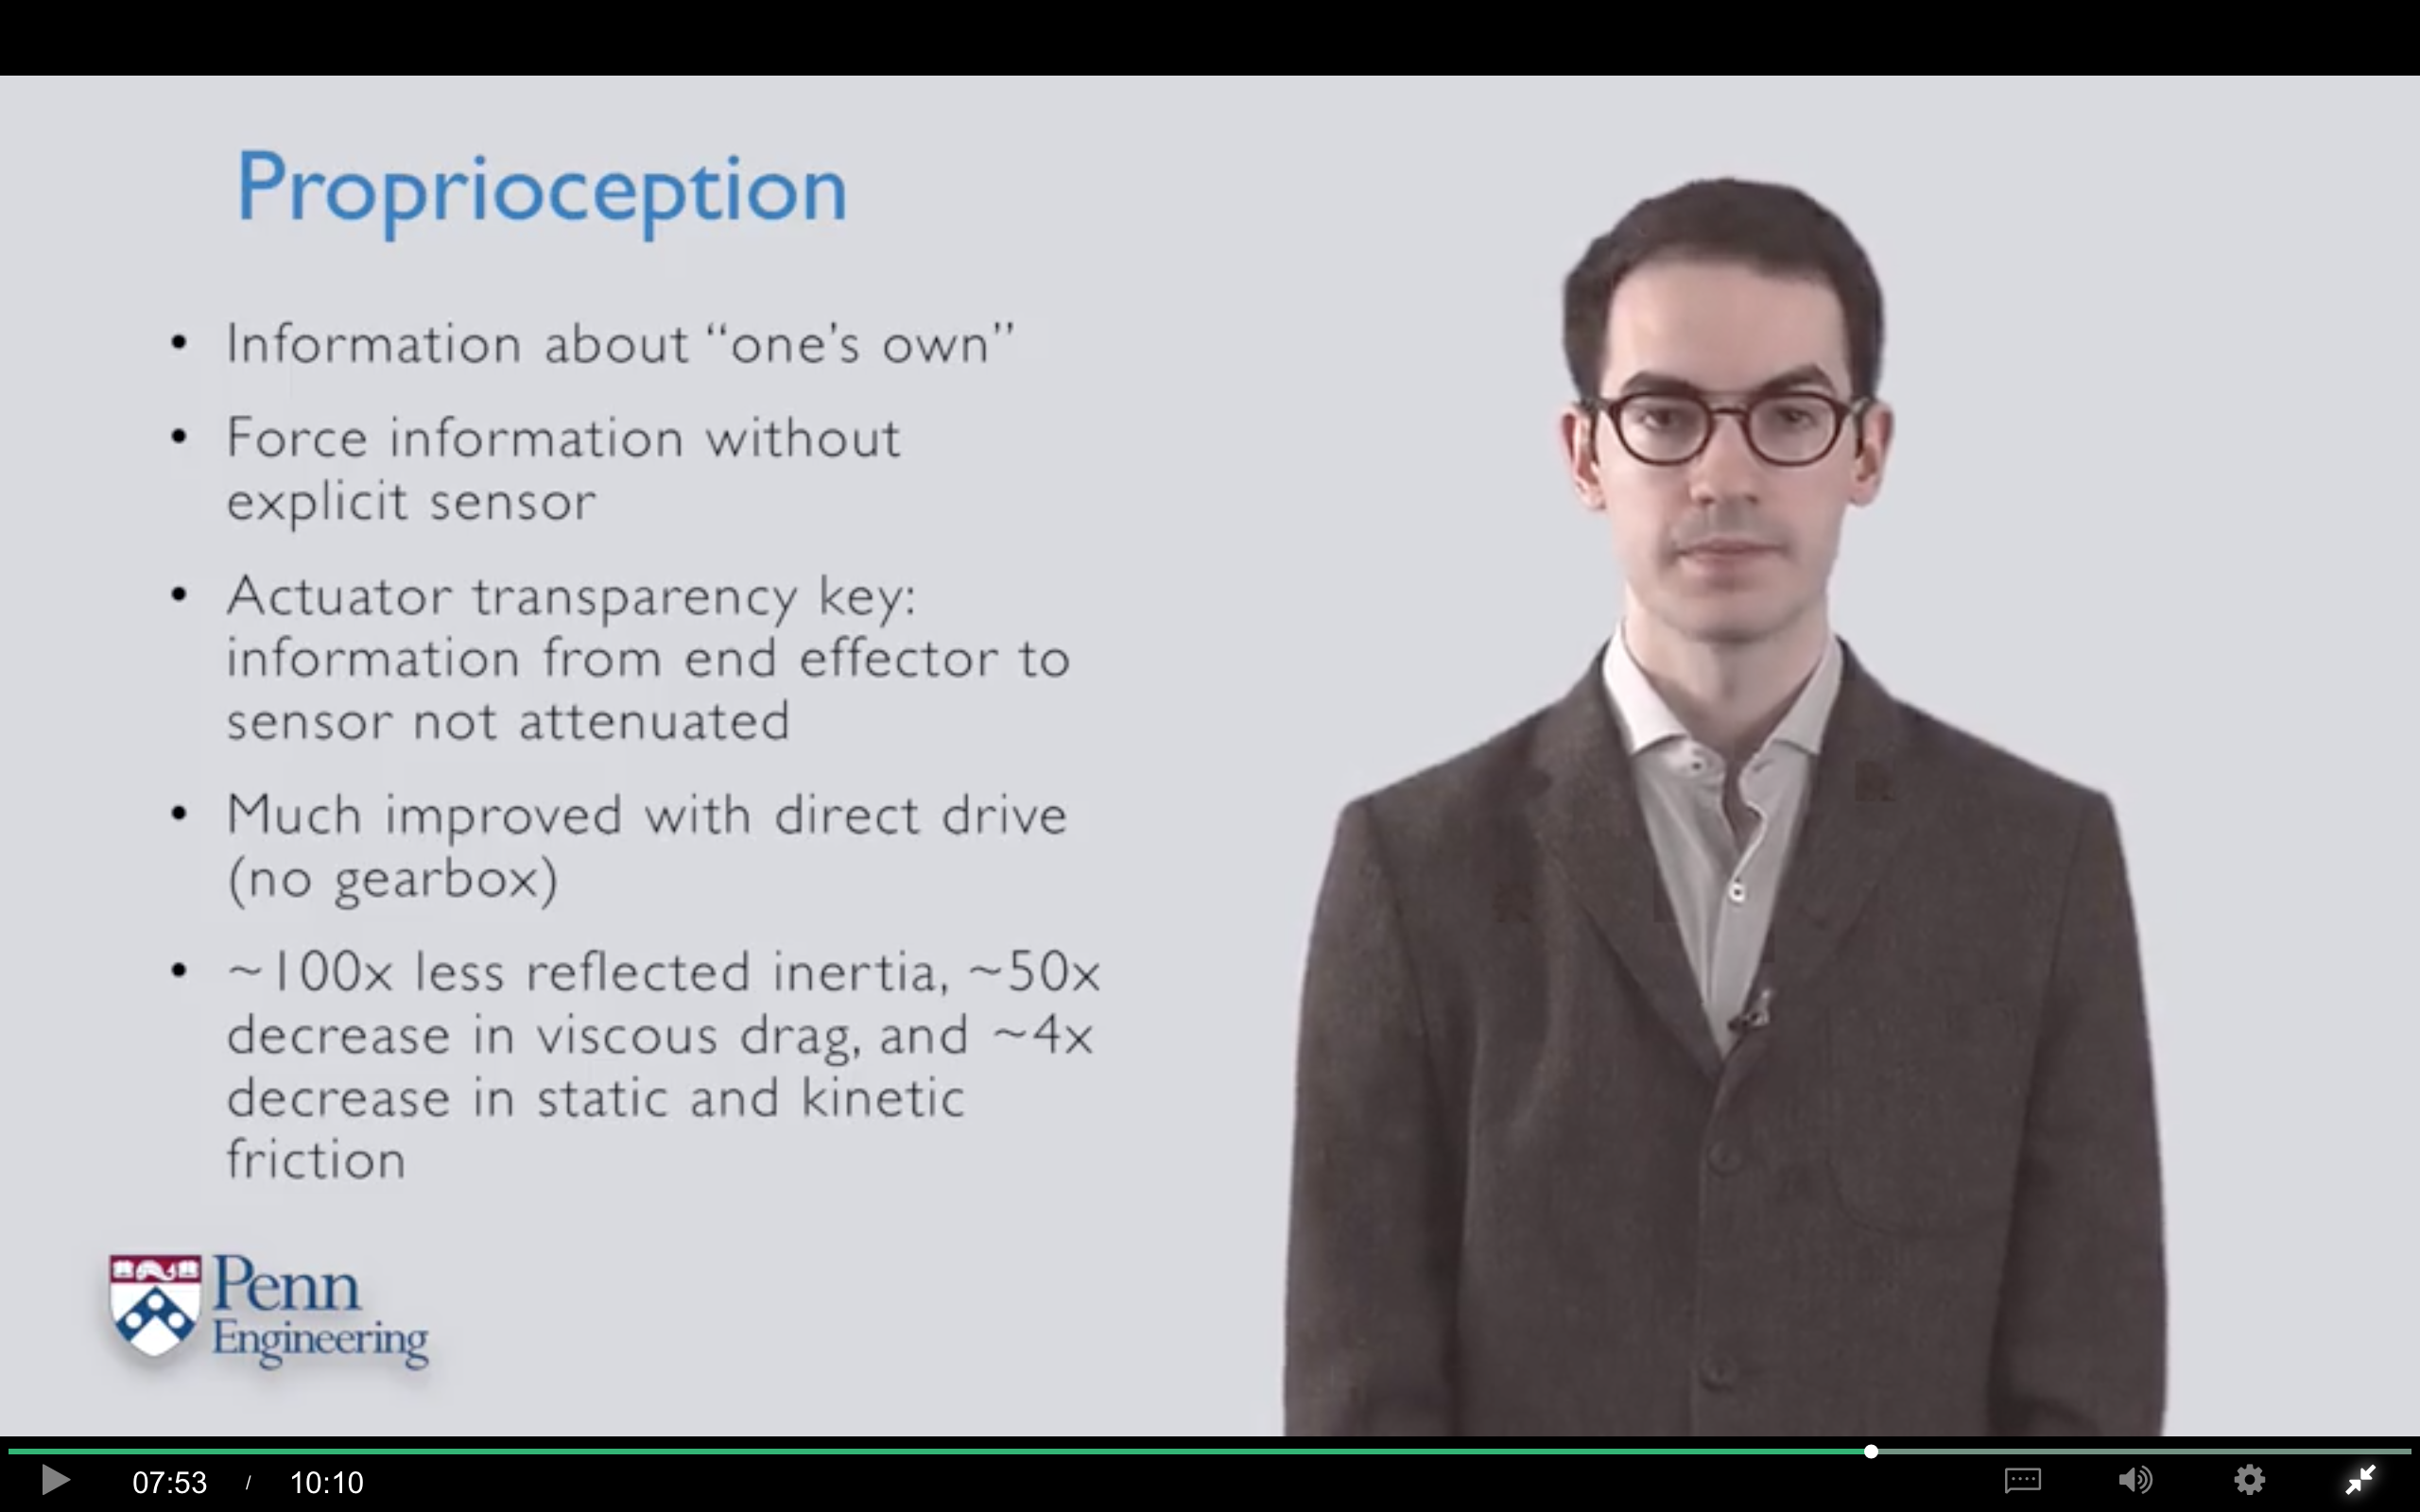 Proprioception
• Information about “one’s own”
• Force information without
explicit sensor
• Actuator transparency key:
information from end effector to
sensor not attenuated
• Much improved with direct drive
(no gearbox)
• ~100x less reflected inertia, ~50x
decrease in viscous drag, and ~4x
decrease in static and kinetic
friction
Penn
Engineering
07:53 / 10:10